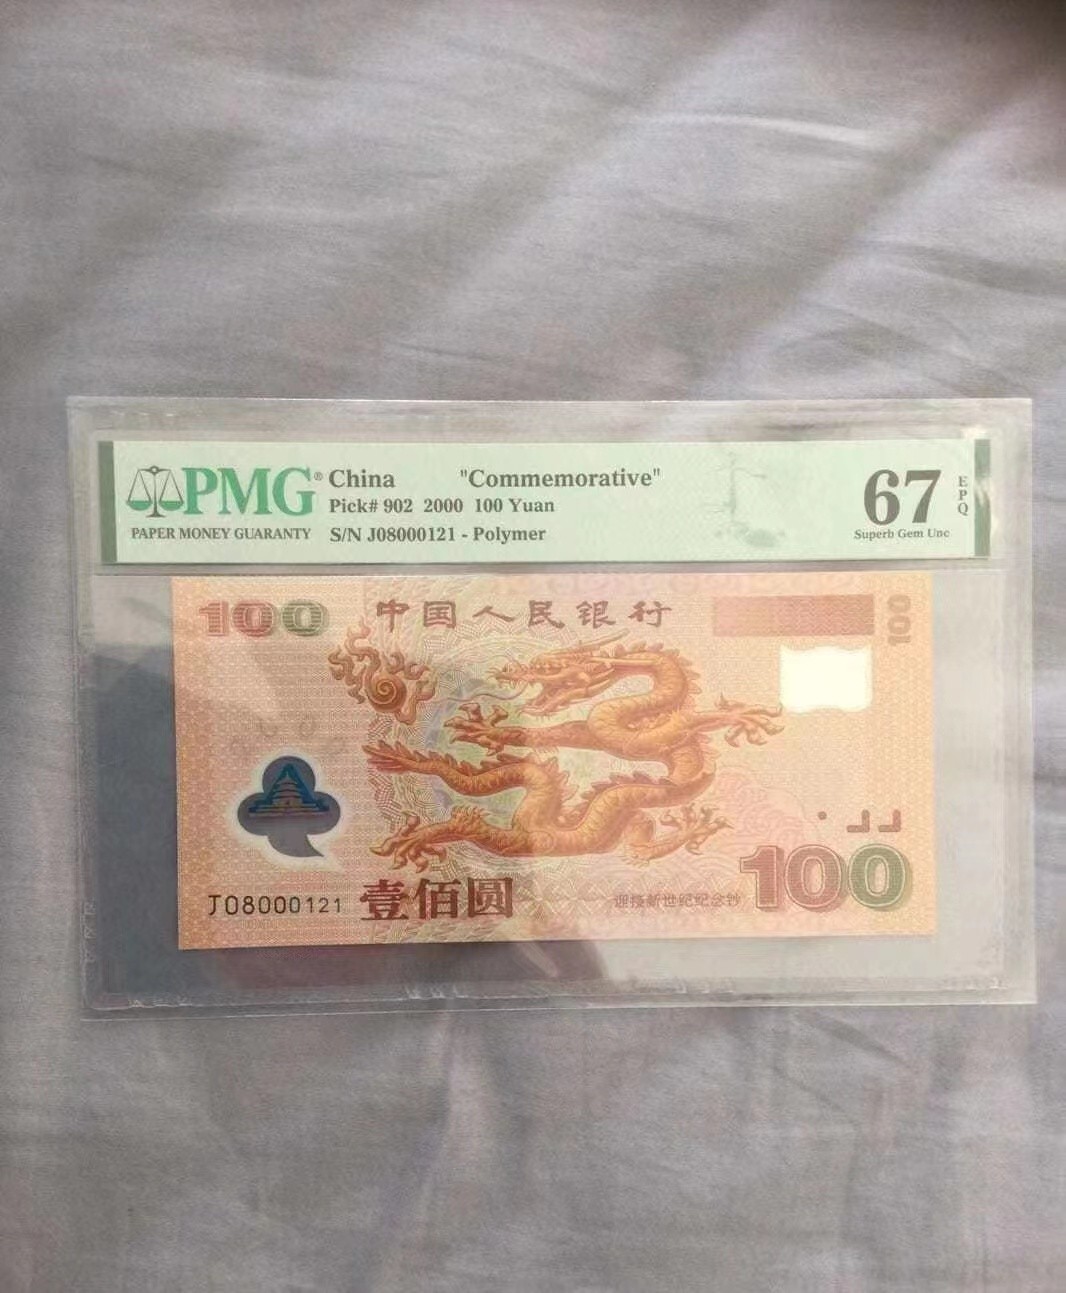 PMG®
PAPER MONEY GUARANTY
China "Commemorative"
Pick# 902 2000 100 Yuan
S/N J08000121 - Polymer
67
EPQ
Superb Gem Unc
100
中国人民银行
100
J08000121
壹佰圆
迎接新世纪纪念钞
100